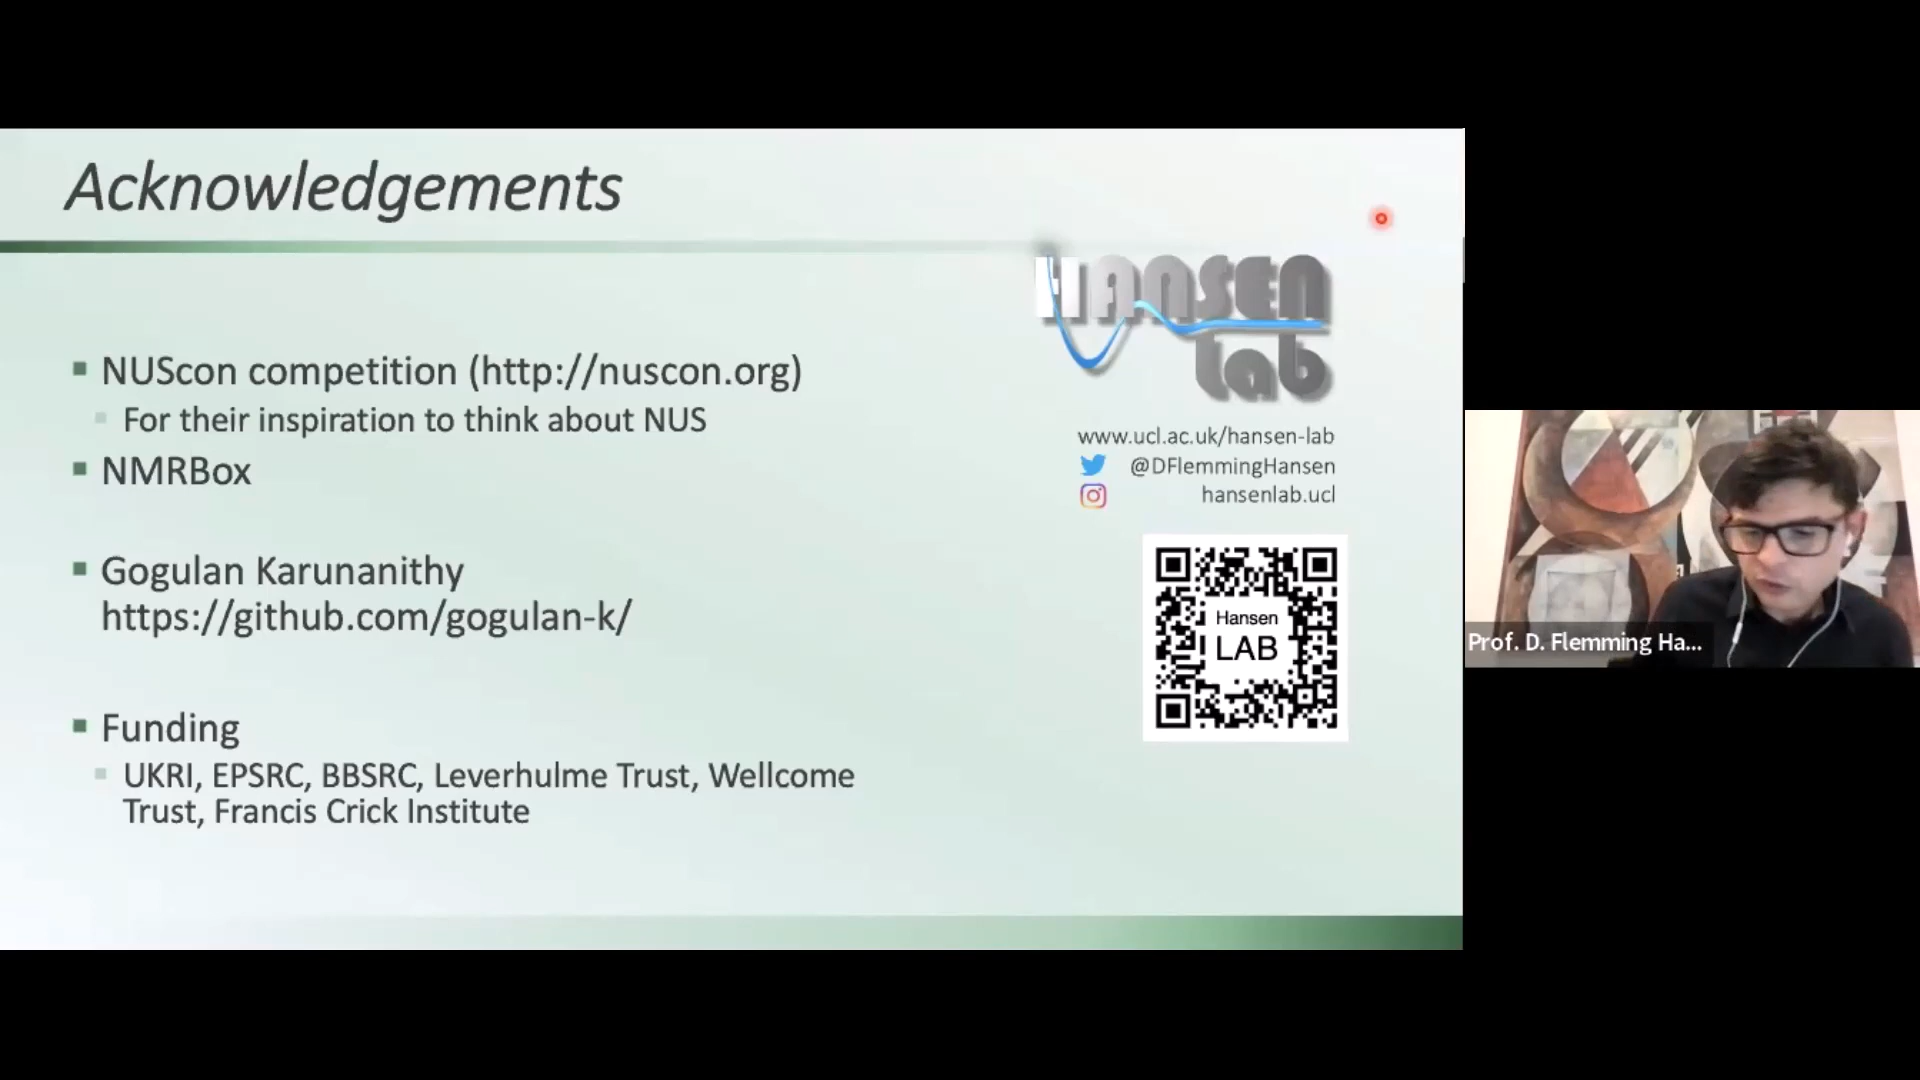 Acknowledgements
NUScon competition (http://nuscon.org)
For their inspiration to think about NUS
NMRBox
Gogulan Karunanithy
https://github.com/gogulan-k/
Funding
UKRI, EPSRC, BBSRC, Leverhulme Trust, Wellcome
Trust, Francis Crick Institute
HANSEN
Lab
www.ucl.ac.uk/hansen-lab
@DFlemmingHansen
hansenlab.ucl
Hansen
LAB
Prof. D. Flemming Ha...